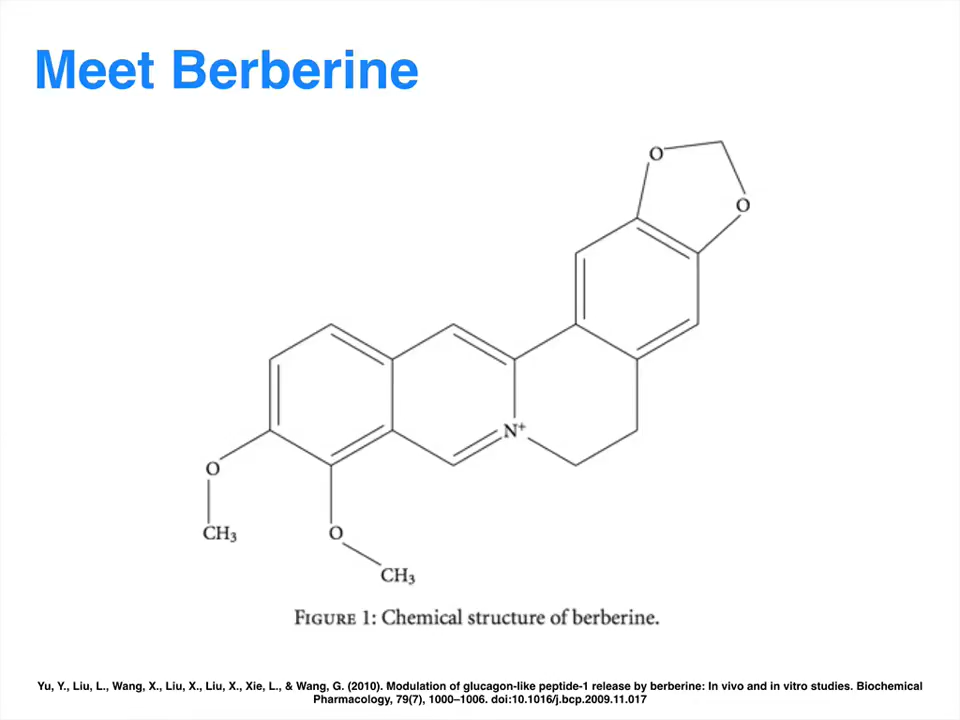 Meet Berberine
O
O
N⁺
O
CH₃
O
CH₃
FIGURE 1: Chemical structure of berberine.
Yu, Y., Liu, L., Wang, X., Liu, X., Liu, X., Xie, L., & Wang, G. (2010). Modulation of glucagon-like peptide-1 release by berberine: In vivo and in vitro studies. Biochemical
Pharmacology, 79(7), 1000–1006. doi:10.1016/j.bcp.2009.11.017